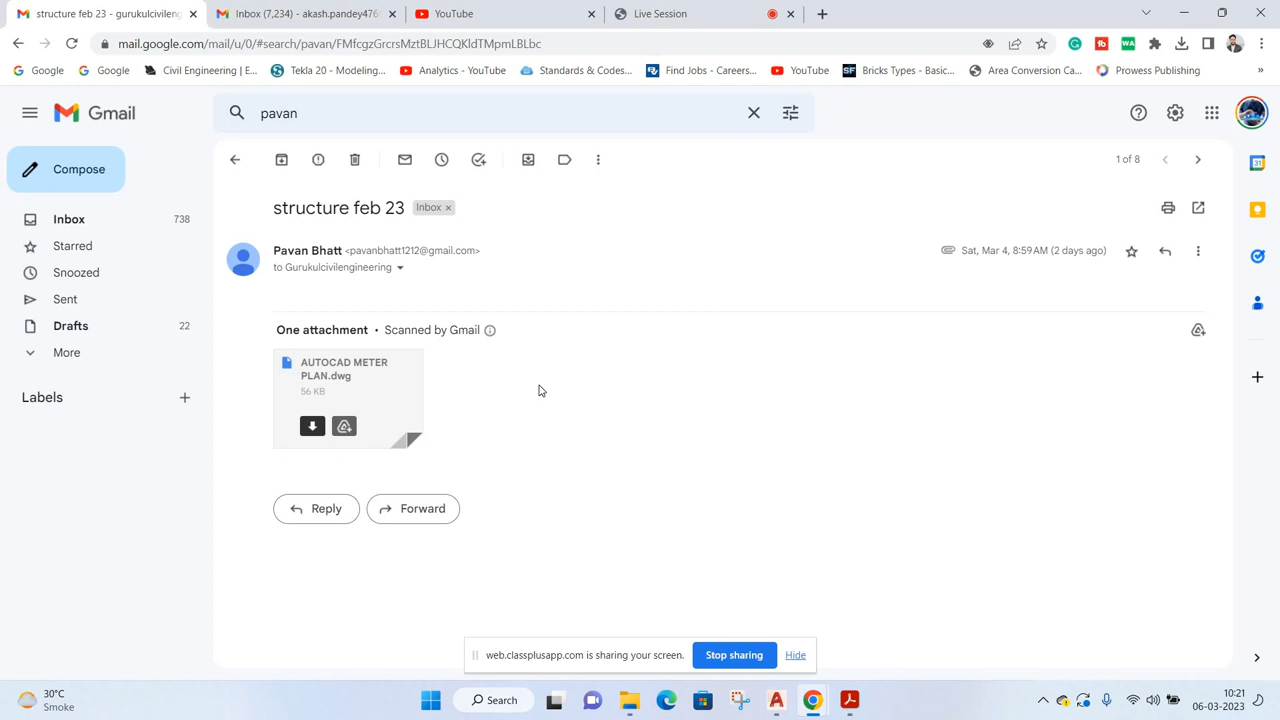 structure feb 23 - gurukulcivileng
Inbox (7,234) - akash.pandey476
YouTube
Live Session
mail.google.com/mail/u/0/#search/pavan/FMfcgzGrcrsMztBmJHCQKldTMpmLBLbc
Google
Google
Civil Engineering | E...
Tekla 20 - Modeling...
Analytics - YouTube
Standards & Codes...
Find Jobs - Careers...
YouTube
Bricks Types - Basic...
Area Conversion Ca...
Prowess Publishing
Gmail
pavan
Compose
1 of 8
structure feb 23
Inbox x
Inbox 738
Starred
Snoozed
Sent
Drafts 22
More
Labels
Pavan Bhatt <pavanbhatt1212@gmail.com>
Sat, Mar 4, 8:59 AM (2 days ago)
to Gurukulcivilengineering
One attachment • Scanned by Gmail
AUTOCAD METER
PLAN.dwg
56 KB
Reply
Forward
web.classplusapp.com is sharing your screen.
Stop sharing
Hide
30°C
Smoke
Search
10:21
06-03-2023